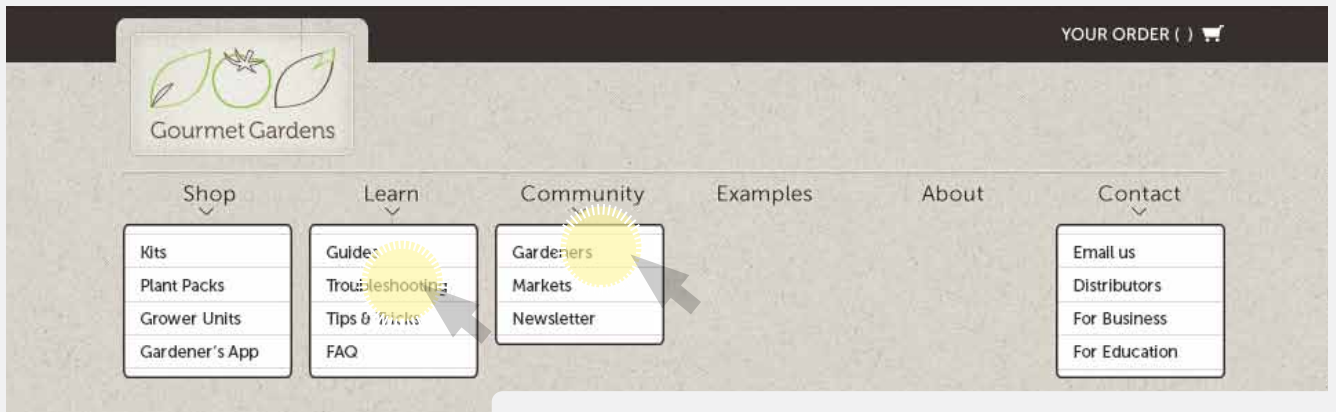 YOUR ORDER ( )
Gourmet Gardens
Shop
Learn
Community
Examples
About
Contact
Kits
Plant Packs
Grower Units
Gardener's App
Guides
Troubleshooting
Tips & Tricks
FAQ
Gardeners
Markets
Newsletter
Email us
Distributors
For Business
For Education